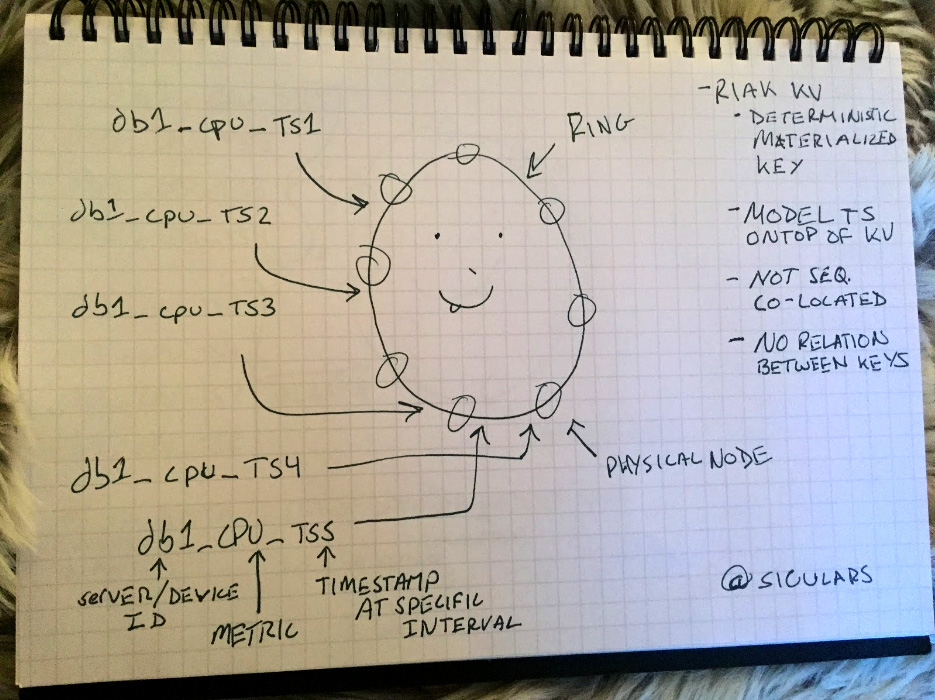 db1_cpu_TS1
db1_cpu_TS2
db1_cpu_TS3
db1_cpu_TS4
db1_CPU_TS5
SERVER/DEVICE
ID
METRIC
TIMESTAMP
AT SPECIFIC
INTERVAL
RING
PHYSICAL NODE
- RIAK KV
• DETERMINISTIC
MATERIALIZED
KEY
- MODEL TS
ONTOP OF KV
- NOT SEQ.
CO-LOCATED
- NO RELATION
BETWEEN KEYS
@SICULARS